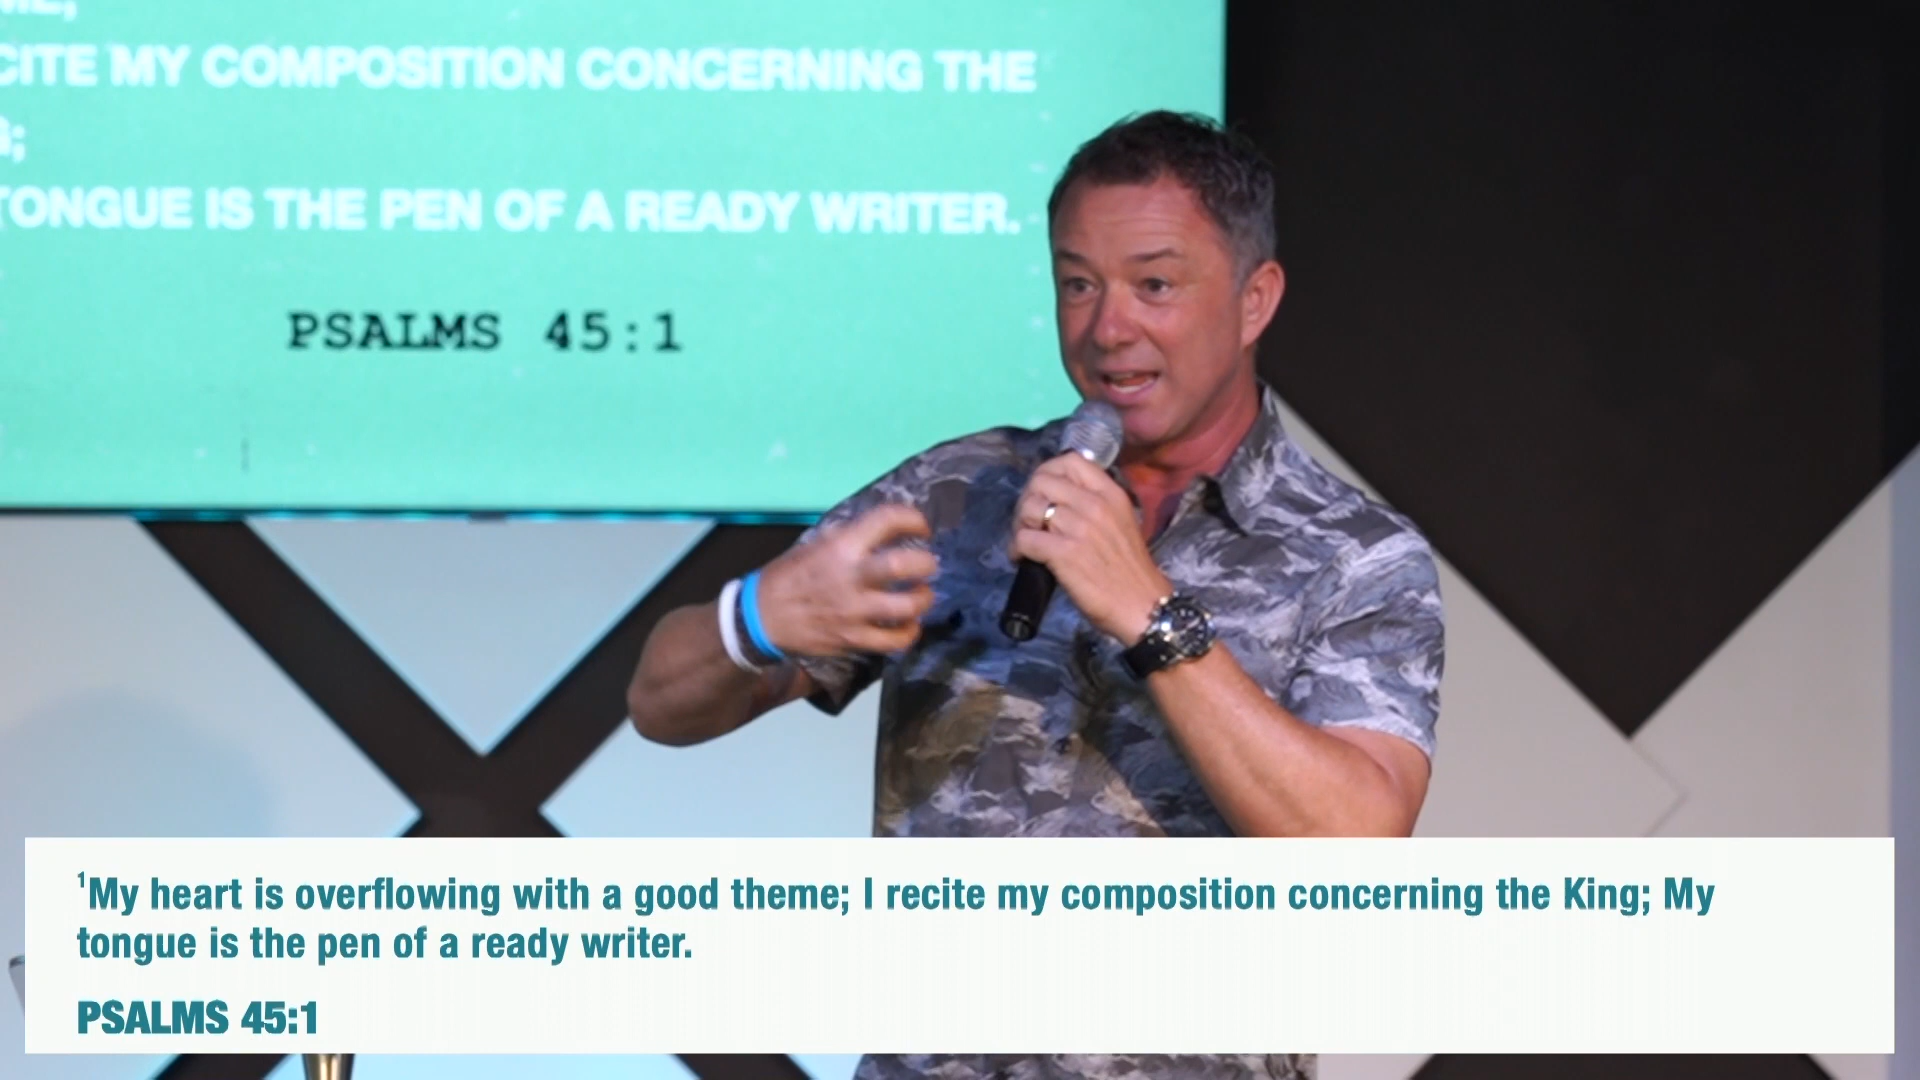 CITE MY COMPOSITION CONCERNING THE
G;
TONGUE IS THE PEN OF A READY WRITER.
PSALMS 45:1
¹My heart is overflowing with a good theme; I recite my composition concerning the King; My
tongue is the pen of a ready writer.
PSALMS 45:1